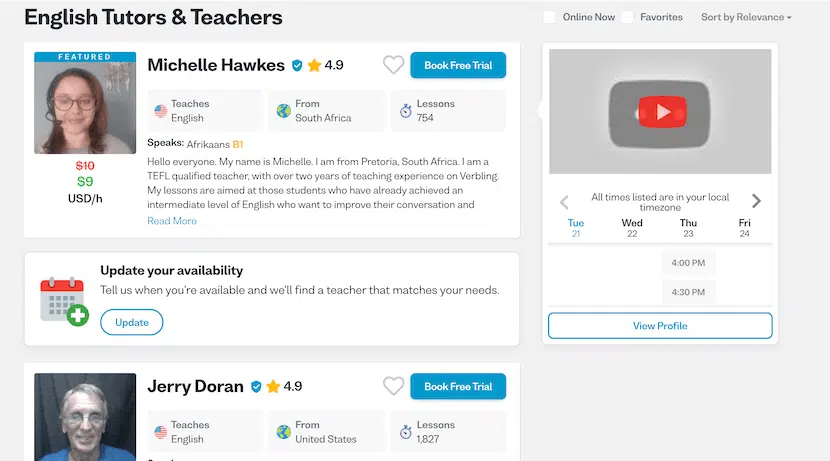 English Tutors & Teachers
Online Now
Favorites
Sort by Relevance
FEATURED
Michelle Hawkes
4.9
Book Free Trial
Teaches
English
From
South Africa
Lessons
754
$10
$9
USD/h
Speaks: Afrikaans B1
Hello everyone. My name is Michelle. I am from Pretoria, South Africa. I am a
TEFL qualified teacher, with over two years of teaching experience on Verbling.
My lessons are aimed at those students who have already achieved an
intermediate level of English who want to improve their conversation and
Read More
All times listed are in your local
timezone
Tue Wed Thu Fri
21 22 23 24
4:00 PM
4:30 PM
View Profile
Update your availability
Tell us when you're available and we'll find a teacher that matches your needs.
Update
Jerry Doran
4.9
Book Free Trial
Teaches
English
From
United States
Lessons
1,827